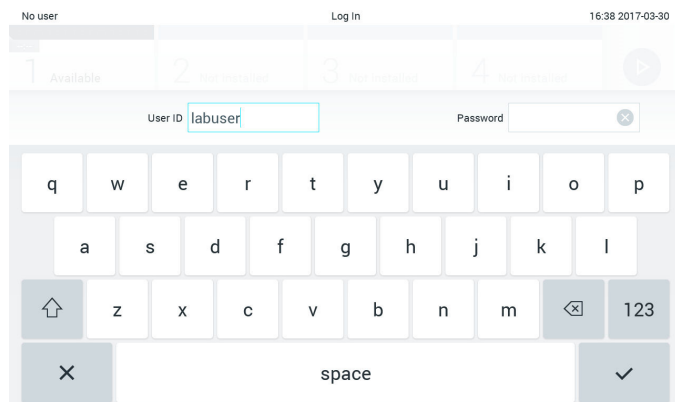 No user Log In 16:38 2017-03-30
1 Available 2 Not installed 3 Not installed 4 Not installed
User ID labuser Password
q w e r t y u i o p
a s d f g h j k l
z x c v b n m 123
space